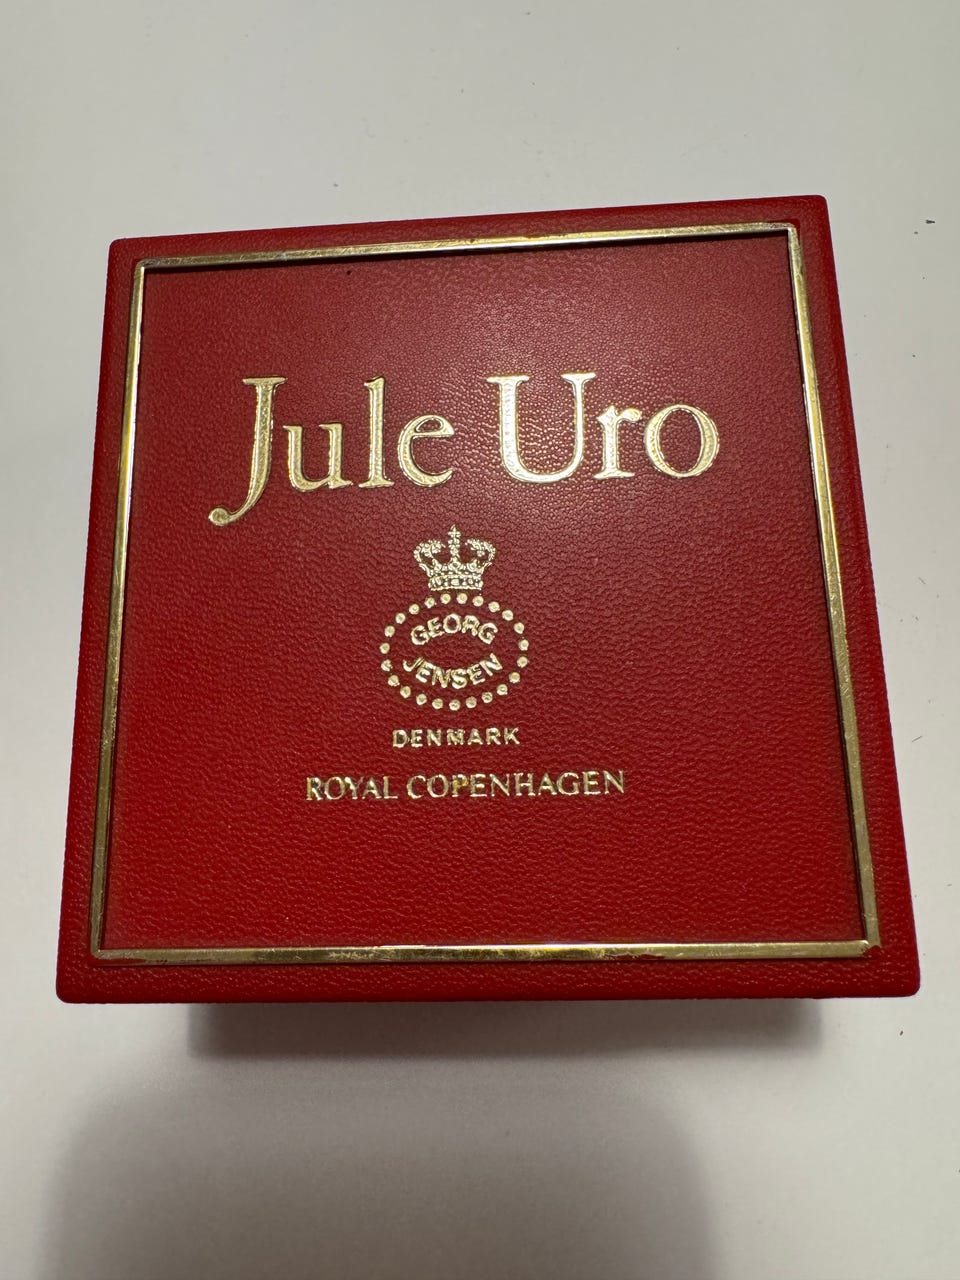 Jule Uro
GEORG
JENSEN
DENMARK
ROYAL COPENHAGEN